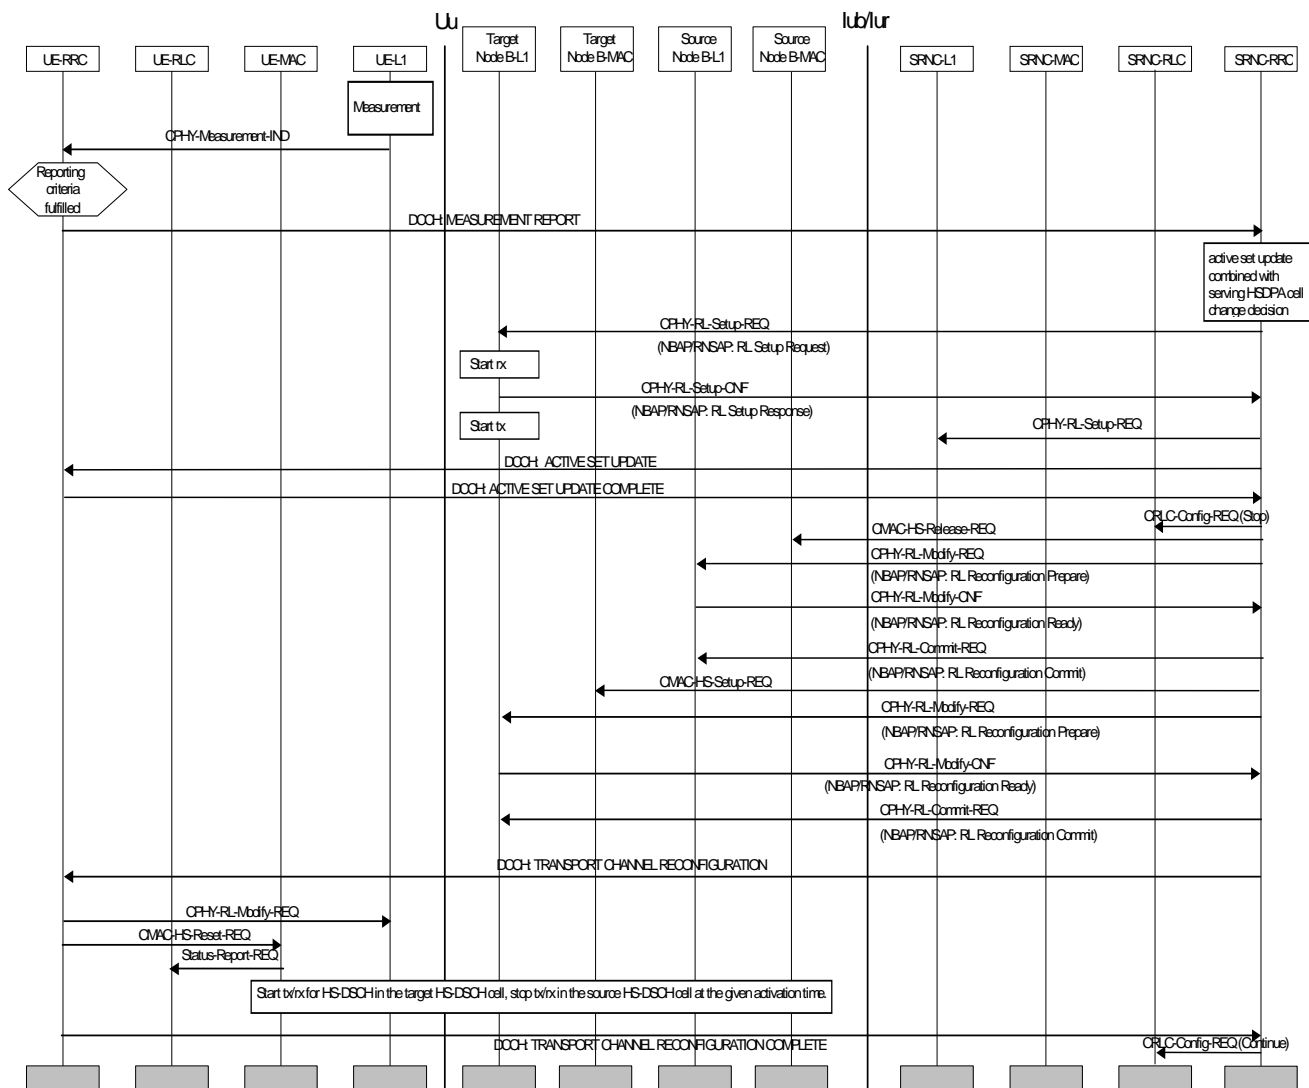 Uu
Iub/Iur
UE-RRC
UE-RLC
UE-MAC
UE-L1
Target
Node B-L1
Target
Node B-MAC
Source
Node B-L1
Source
Node B-MAC
SRNC-L1
SRNC-MAC
SRNC-RLC
SRNC-RRC
Measurement
CPHY-Measurement-IND
Reporting
criteria
fulfilled
DCCH: MEASUREMENT REPORT
active set update
combined with
serving HSDPA cell
change decision
CPHY-RL-Setup-REQ
(NBAP/RNSAP: RL Setup Request)
Start rx
CPHY-RL-Setup-CNF
(NBAP/RNSAP: RL Setup Response)
Start tx
CPHY-RL-Setup-REQ
DCCH: ACTIVE SET UPDATE
DCCH: ACTIVE SET UPDATE COMPLETE
CRLC-Config-REQ (Stop)
CMAC-HS-Release-REQ
CPHY-RL-Modify-REQ
(NBAP/RNSAP: RL Reconfiguration Prepare)
CPHY-RL-Modify-CNF
(NBAP/RNSAP: RL Reconfiguration Ready)
CPHY-RL-Commit-REQ
(NBAP/RNSAP: RL Reconfiguration Commit)
CMAC-HS-Setup-REQ
CPHY-RL-Modify-REQ
(NBAP/RNSAP: RL Reconfiguration Prepare)
CPHY-RL-Modify-CNF
(NBAP/RNSAP: RL Reconfiguration Ready)
CPHY-RL-Commit-REQ
(NBAP/RNSAP: RL Reconfiguration Commit)
DCCH: TRANSPORT CHANNEL RECONFIGURATION
CPHY-RL-Modify-REQ
CMAC-HS-Reset-REQ
Status-Report-REQ
Start tx/rx for HS-DSCH in the target HS-DSCH cell, stop tx/rx in the source HS-DSCH cell at the given activation time.
DCCH: TRANSPORT CHANNEL RECONFIGURATION COMPLETE
CRLC-Config-REQ (Continue)